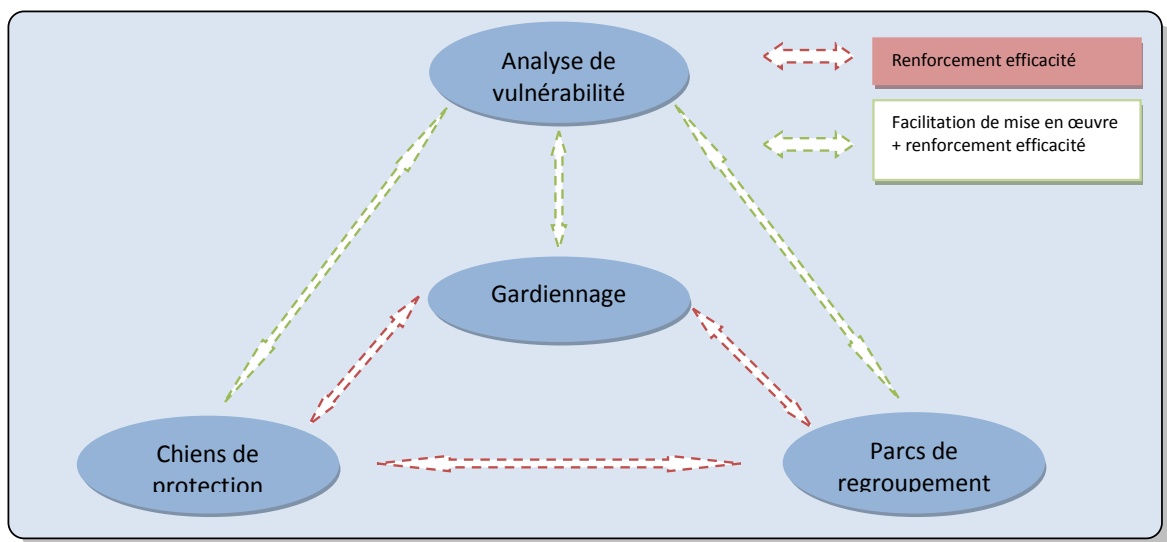 Analyse de
vulnérabilité
Renforcement efficacité
Facilitation de mise en œuvre
+ renforcement efficacité
Gardiennage
Chiens de
protection
Parcs de
regroupement